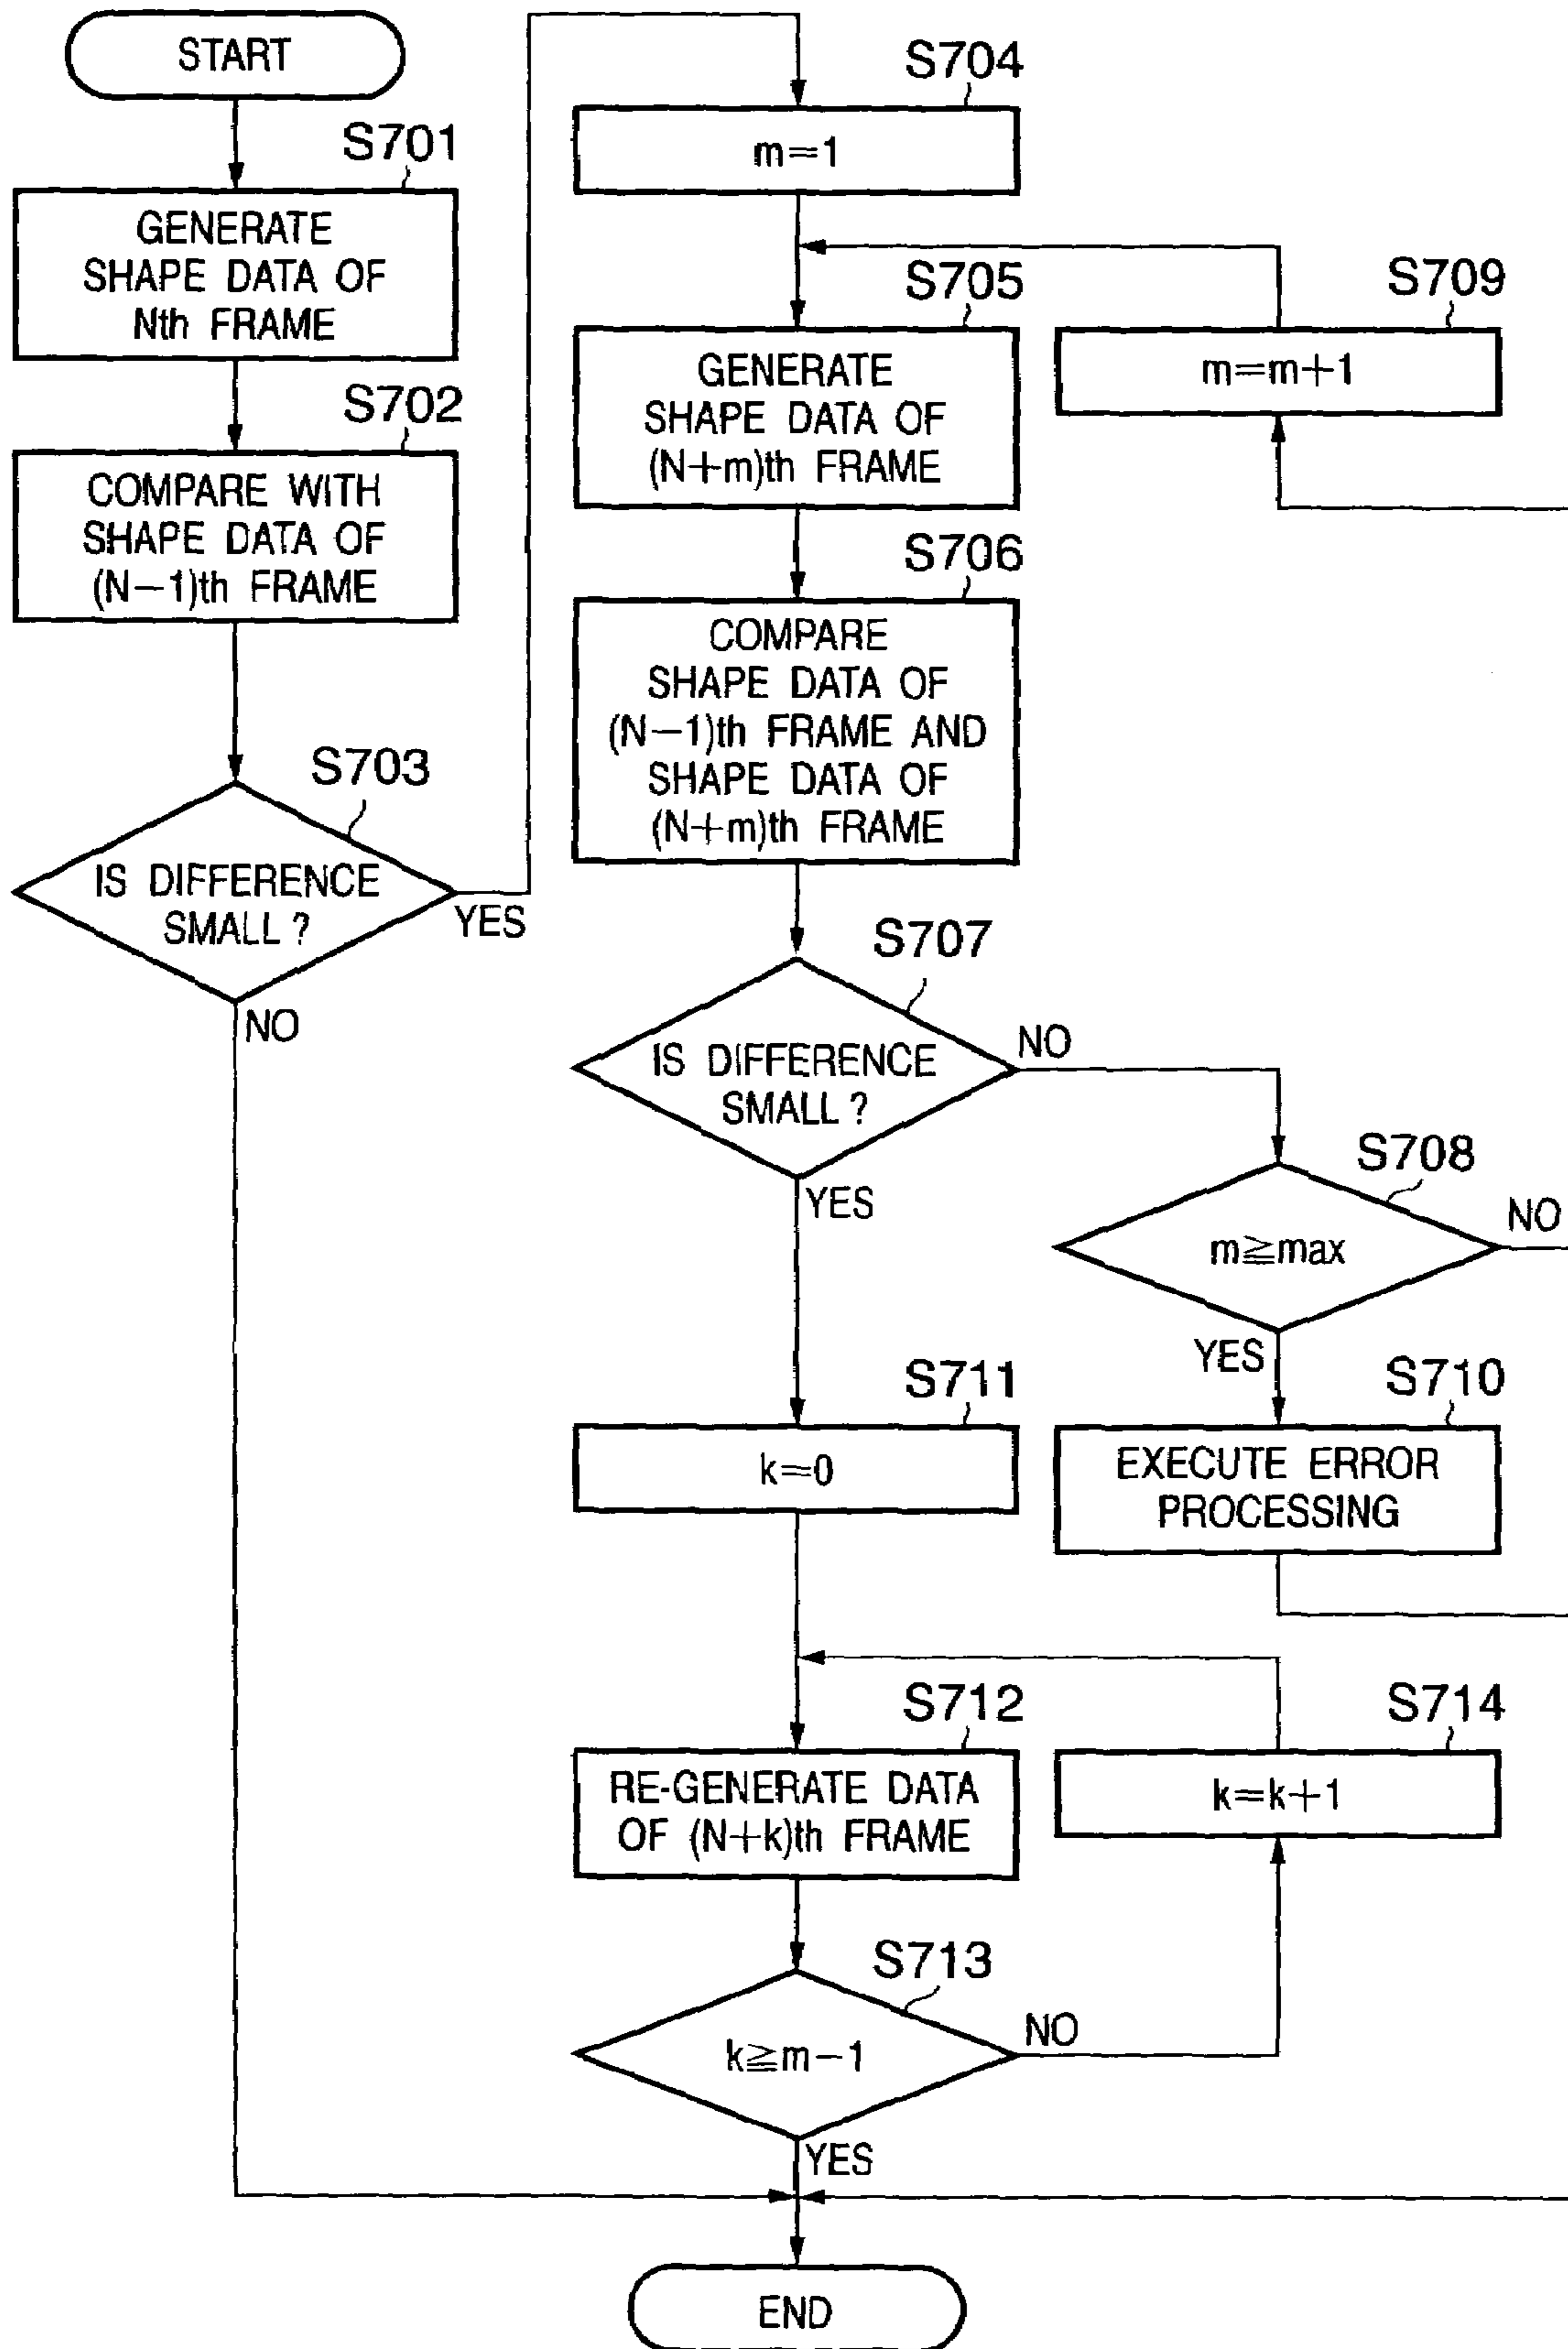 START
S701
GENERATE
SHAPE DATA OF
Nth FRAME
S702
COMPARE WITH
SHAPE DATA OF
(N−1)th FRAME
S703
IS DIFFERENCE
SMALL?
YES
NO
S704
m=1
S705
GENERATE
SHAPE DATA OF
(N+m)th FRAME
S709
m=m+1
S706
COMPARE
SHAPE DATA OF
(N−1)th FRAME AND
SHAPE DATA OF
(N+m)th FRAME
S707
IS DIFFERENCE
SMALL?
NO
YES
S708
m≧max
NO
YES
S710
EXECUTE ERROR
PROCESSING
S711
k=0
S712
RE-GENERATE DATA
OF (N+k)th FRAME
S714
k=k+1
S713
k≧m−1
NO
YES
END